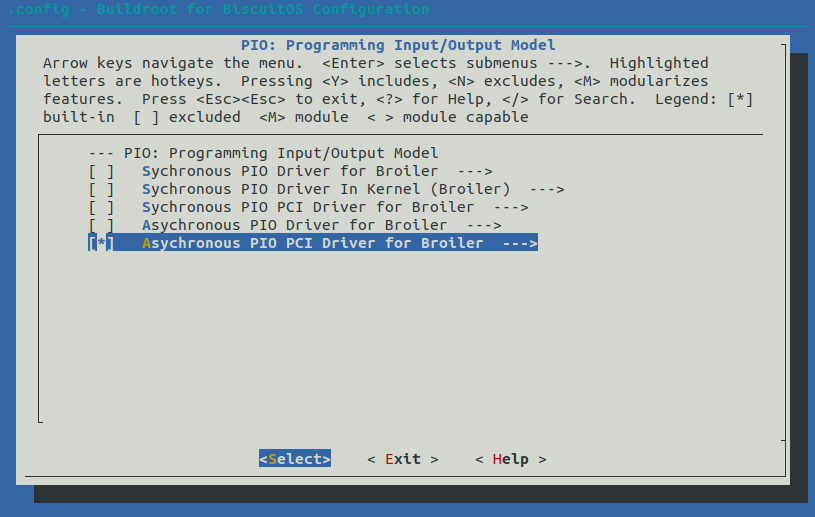 .config - Buildroot for BiscuitOS Configuration
PIO: Programming Input/Output Model
Arrow keys navigate the menu.  <Enter> selects submenus --->.  Highlighted
letters are hotkeys.  Pressing <Y> includes, <N> excludes, <M> modularizes
features.  Press <Esc><Esc> to exit, <?> for Help, </> for Search.  Legend: [*]
built-in  [ ] excluded  <M> module  < > module capable
--- PIO: Programming Input/Output Model
[ ]   Sychronous PIO Driver for Broiler  --->
[ ]   Sychronous PIO Driver In Kernel (Broiler)  --->
[ ]   Sychronous PIO PCI Driver for Broiler  --->
[ ]   Asychronous PIO Driver for Broiler  --->
[*]   Asychronous PIO PCI Driver for Broiler  --->
<Select>    < Exit >    < Help >